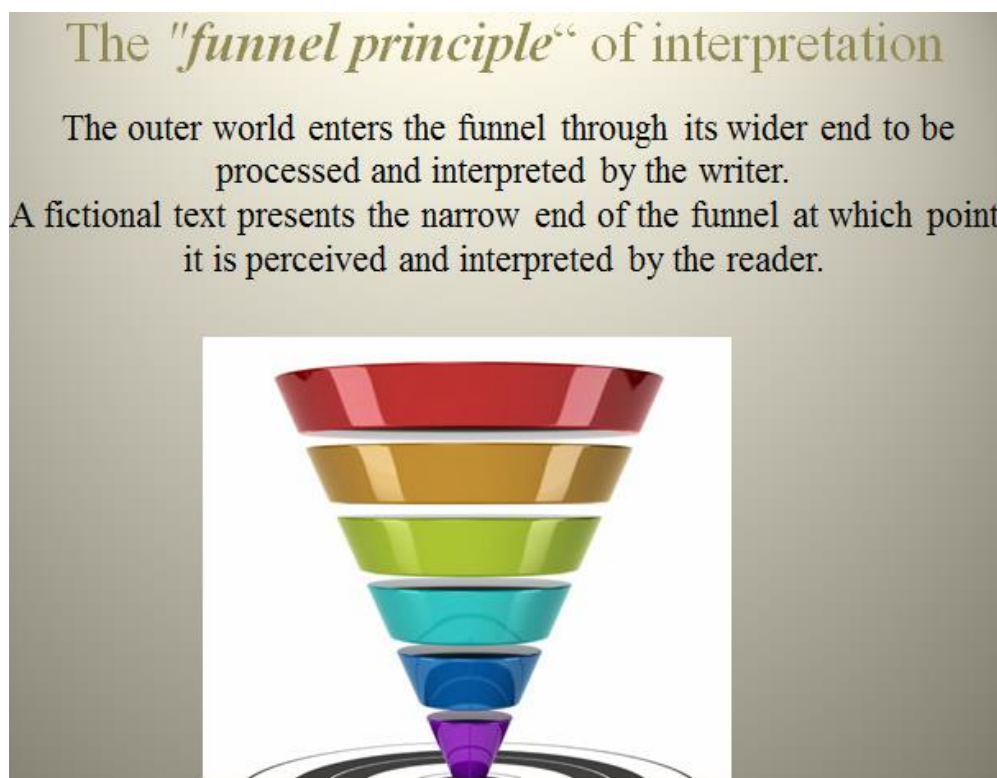 The "funnel principle“ of interpretation
The outer world enters the funnel through its wider end to be
processed and interpreted by the writer.
A fictional text presents the narrow end of the funnel at which point
it is perceived and interpreted by the reader.